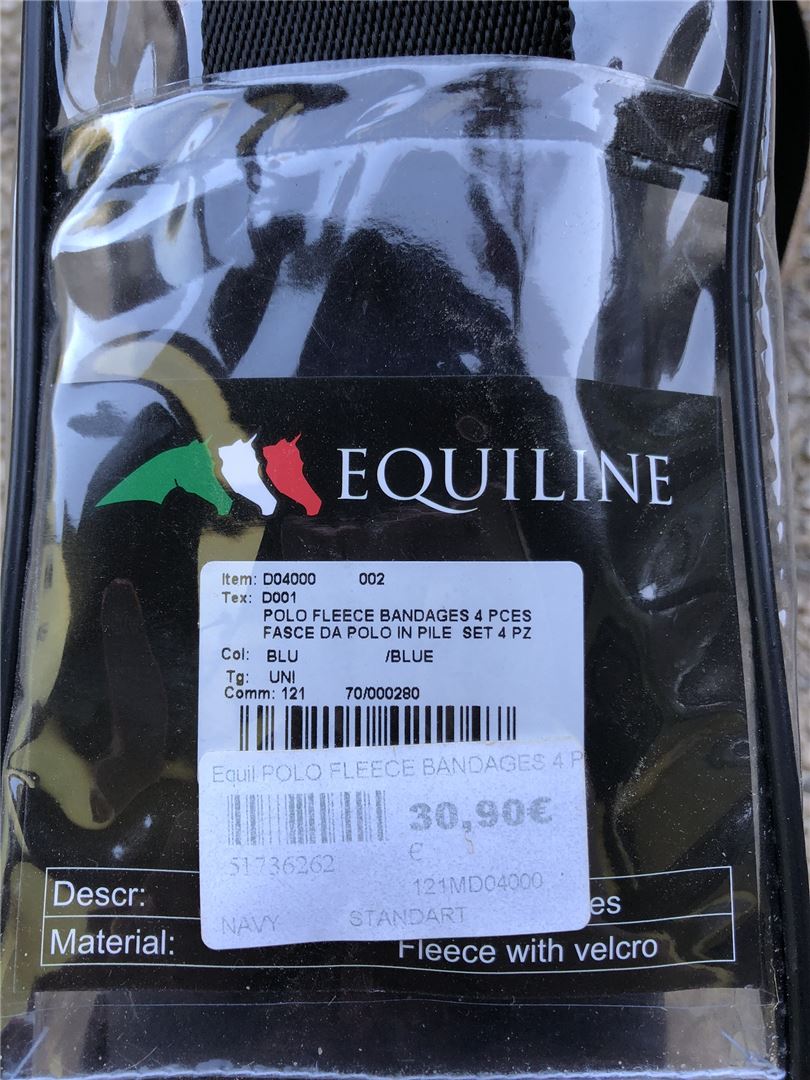 EQUILINE
Item: D04000 002
Tex: D001
POLO FLEECE BANDAGES 4 PCES
FASCE DA POLO IN PILE SET 4 PZ
Col: BLU /BLUE
Tg: UNI
Comm: 121 70/000280
Equil POLO FLEECE BANDAGES 4 P
30,90€
€
51736262
121MD04000
NAVY STANDART
Descr: es
Material: Fleece with velcro